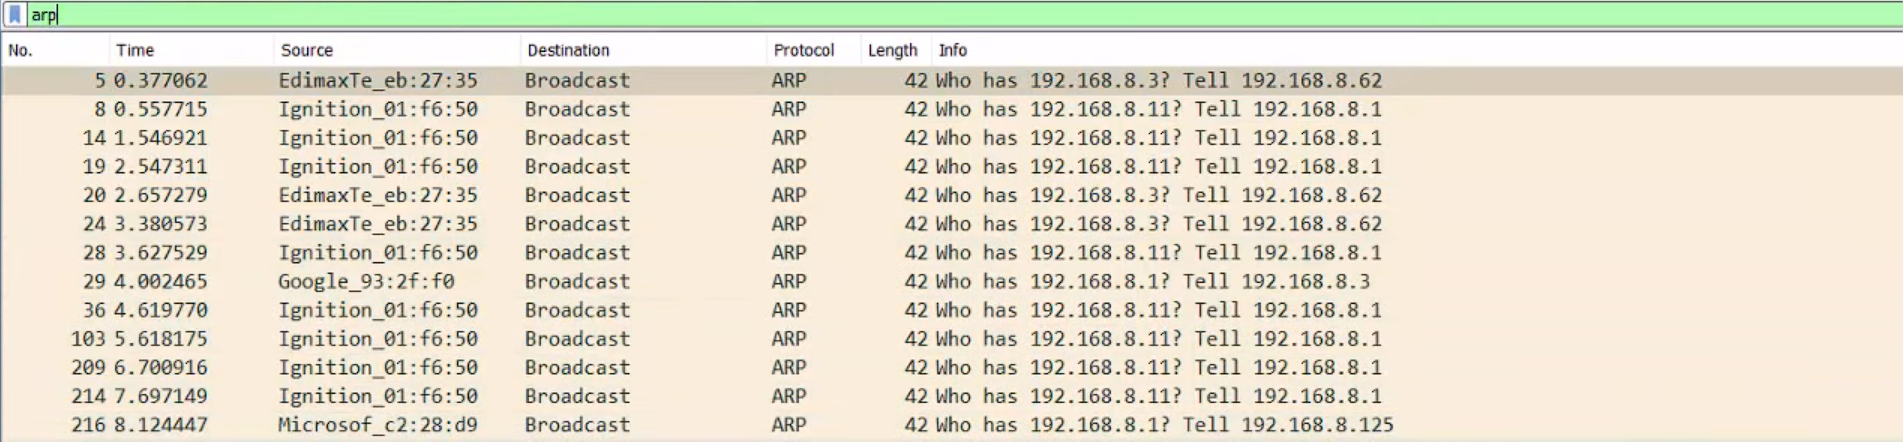 arp
No. Time Source Destination Protocol Length Info
5 0.377062 EdimaxTe_eb:27:35 Broadcast ARP 42 Who has 192.168.8.3? Tell 192.168.8.62
8 0.557715 Ignition_01:f6:50 Broadcast ARP 42 Who has 192.168.8.11? Tell 192.168.8.1
14 1.546921 Ignition_01:f6:50 Broadcast ARP 42 Who has 192.168.8.11? Tell 192.168.8.1
19 2.547311 Ignition_01:f6:50 Broadcast ARP 42 Who has 192.168.8.11? Tell 192.168.8.1
20 2.657279 EdimaxTe_eb:27:35 Broadcast ARP 42 Who has 192.168.8.3? Tell 192.168.8.62
24 3.380573 EdimaxTe_eb:27:35 Broadcast ARP 42 Who has 192.168.8.3? Tell 192.168.8.62
28 3.627529 Ignition_01:f6:50 Broadcast ARP 42 Who has 192.168.8.11? Tell 192.168.8.1
29 4.002465 Google_93:2f:f0 Broadcast ARP 42 Who has 192.168.8.1? Tell 192.168.8.3
36 4.619770 Ignition_01:f6:50 Broadcast ARP 42 Who has 192.168.8.11? Tell 192.168.8.1
103 5.618175 Ignition_01:f6:50 Broadcast ARP 42 Who has 192.168.8.11? Tell 192.168.8.1
209 6.700916 Ignition_01:f6:50 Broadcast ARP 42 Who has 192.168.8.11? Tell 192.168.8.1
214 7.697149 Ignition_01:f6:50 Broadcast ARP 42 Who has 192.168.8.11? Tell 192.168.8.1
216 8.124447 Microsof_c2:28:d9 Broadcast ARP 42 Who has 192.168.8.1? Tell 192.168.8.125